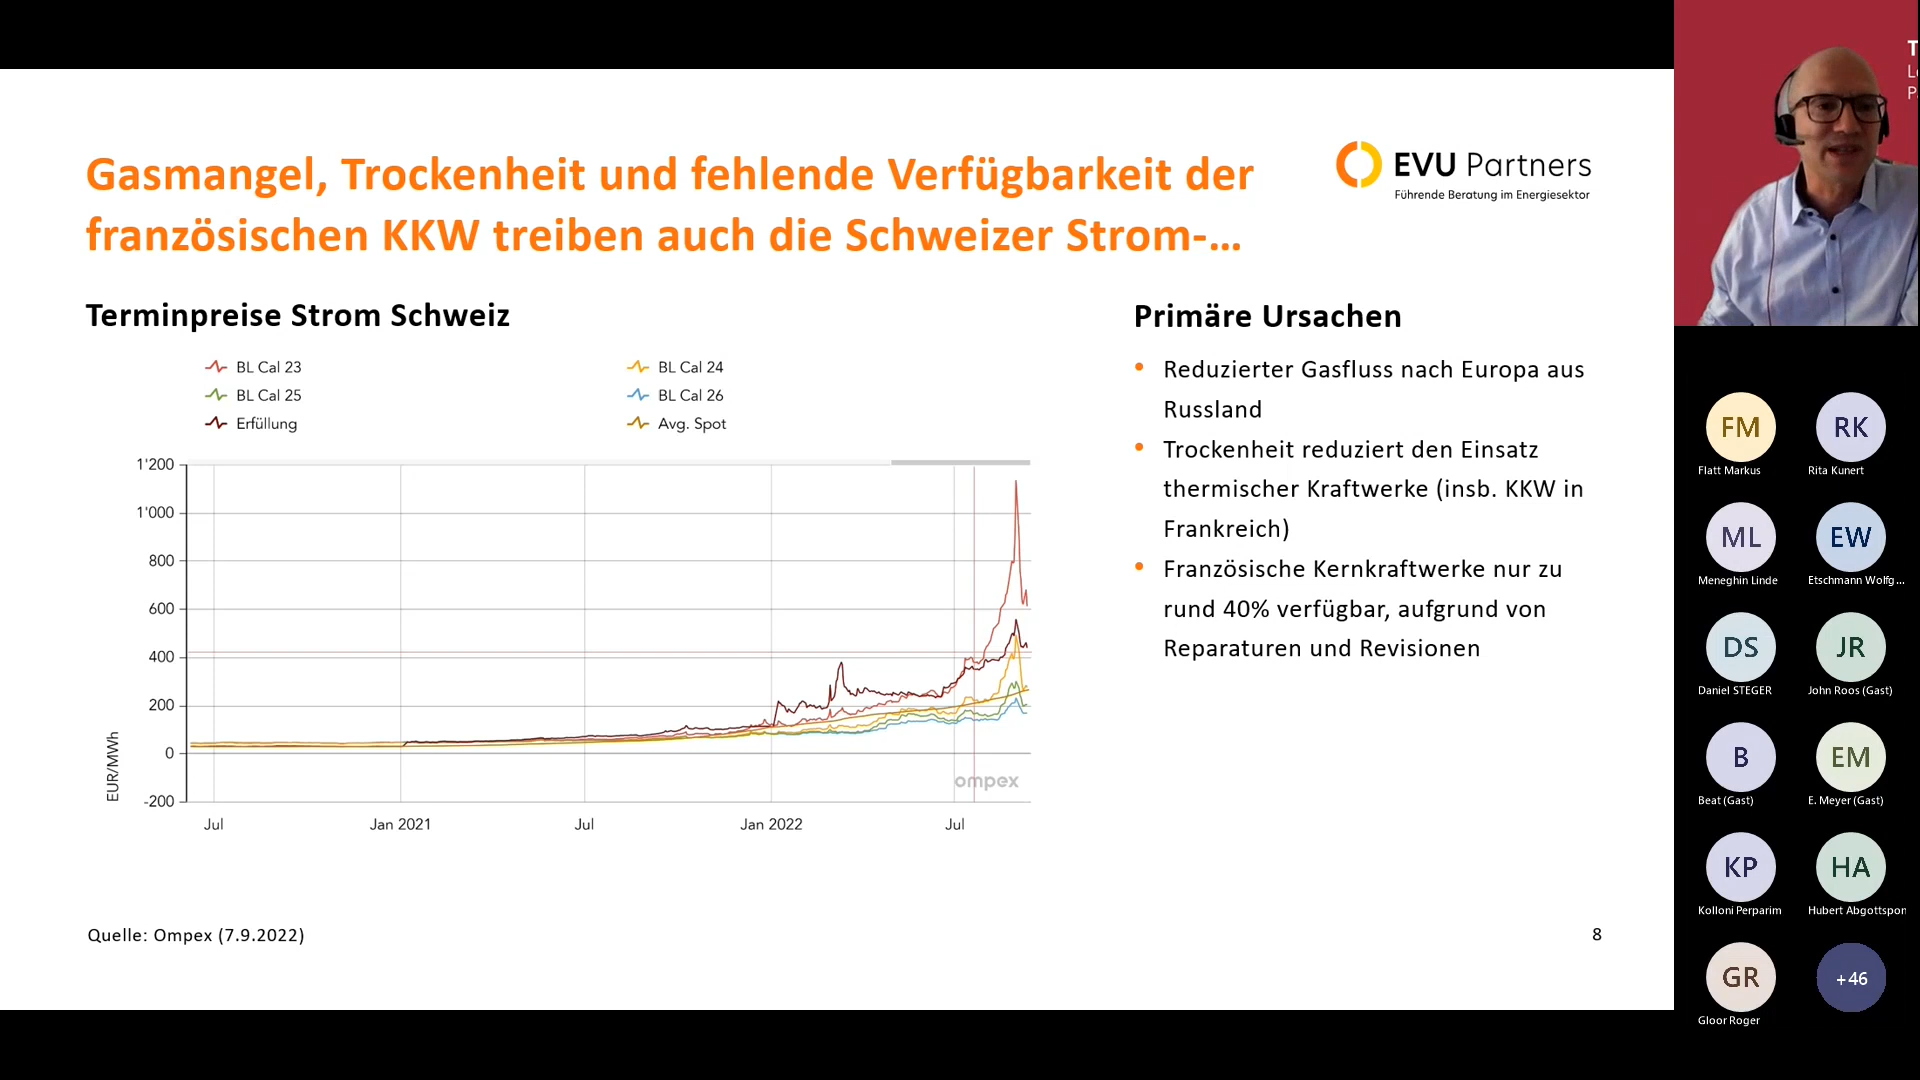 Gasmangel, Trockenheit und fehlende Verfügbarkeit der
französischen KKW treiben auch die Schweizer Strom-...
EVU Partners
Führende Beratung im Energiesektor
Terminpreise Strom Schweiz
BL Cal 23
BL Cal 24
BL Cal 25
BL Cal 26
Erfüllung
Avg. Spot
1'200
1'000
800
600
400
200
0
-200
EUR/MWh
ompex
Jul
Jan 2021
Jul
Jan 2022
Jul
Primäre Ursachen
• Reduzierter Gasfluss nach Europa aus
Russland
• Trockenheit reduziert den Einsatz
thermischer Kraftwerke (insb. KKW in
Frankreich)
• Französische Kernkraftwerke nur zu
rund 40% verfügbar, aufgrund von
Reparaturen und Revisionen
Quelle: Ompex (7.9.2022)
8
FM
Flatt Markus
RK
Rita Kunert
ML
Meneghin Linde
EW
Etschmann Wolfg...
DS
Daniel STEGER
JR
John Roos (Gast)
B
Beat (Gast)
EM
E. Meyer (Gast)
KP
Kolloni Perparim
HA
Hubert Abgottspon
GR
Gloor Roger
+46